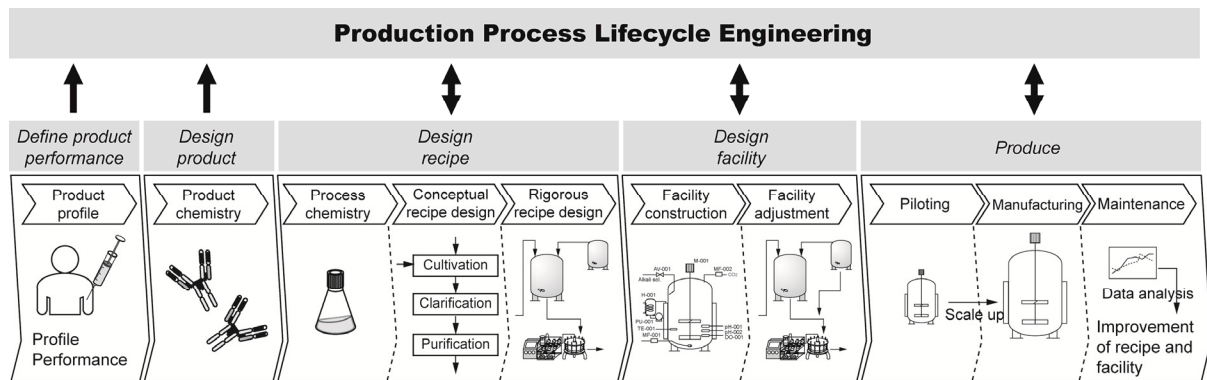 Production Process Lifecycle Engineering
Define product
performance
Design
product
Design
recipe
Design
facility
Produce
Product
profile
Product
chemistry
Process
chemistry
Conceptual
recipe design
Rigorous
recipe design
Facility
construction
Facility
adjustment
Piloting
Manufacturing
Maintenance
Profile
Performance
Cultivation
Clarification
Purification
M-001
AV-001
Alkali sol.
MF-002
CO₂
H-001
PU-001
TE-001
MF-001
pH-001
pH-002
DO-001
Scale up
Data analysis
Improvement
of recipe and
facility